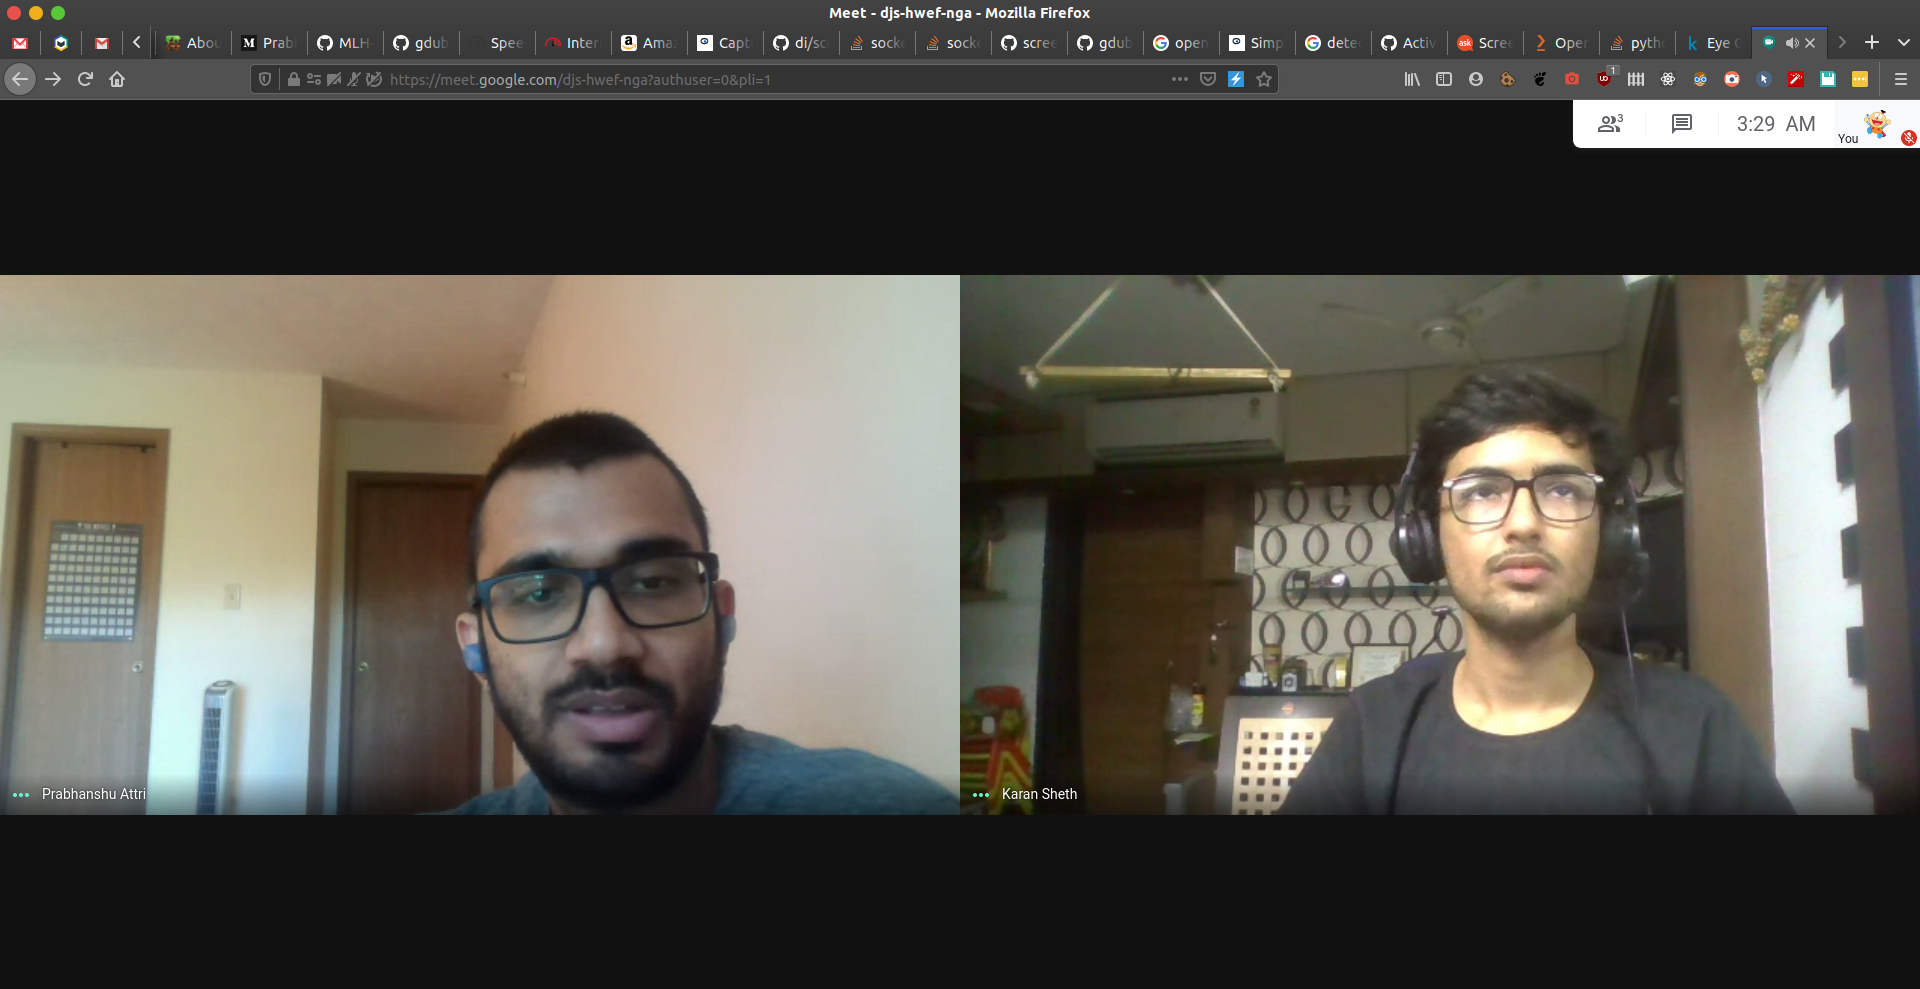 Meet - djs-hwef-nga - Mozilla Firefox
Abou
Prab
MLH-
gdub
Spee
Inter
Ama
Capt
di/sc
sock
sock
scre
gdub
open
Simp
dete
Activ
Scree
Oper
pyth
Eye C
https://meet.google.com/djs-hwef-nga?authuser=0&pli=1
1
3
3:29 AM
You
Prabhanshu Attri
Karan Sheth